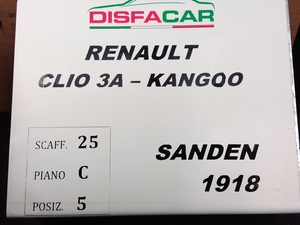 DISFACAR
RENAULT
CLIO 3A – KANGOO
SCAFF. 25
PIANO C
POSIZ. 5
SANDEN
1918